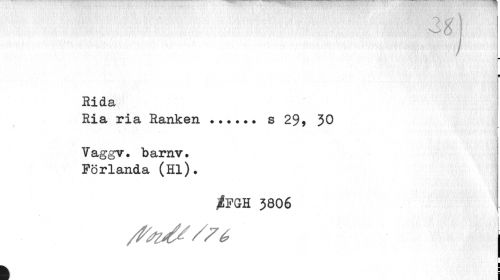 38)
Rida
Ria ria Ranken ...... s 29, 30
Vaggv. barnv.
Förlanda (Hl).
IFGH 3806
Nordl 176